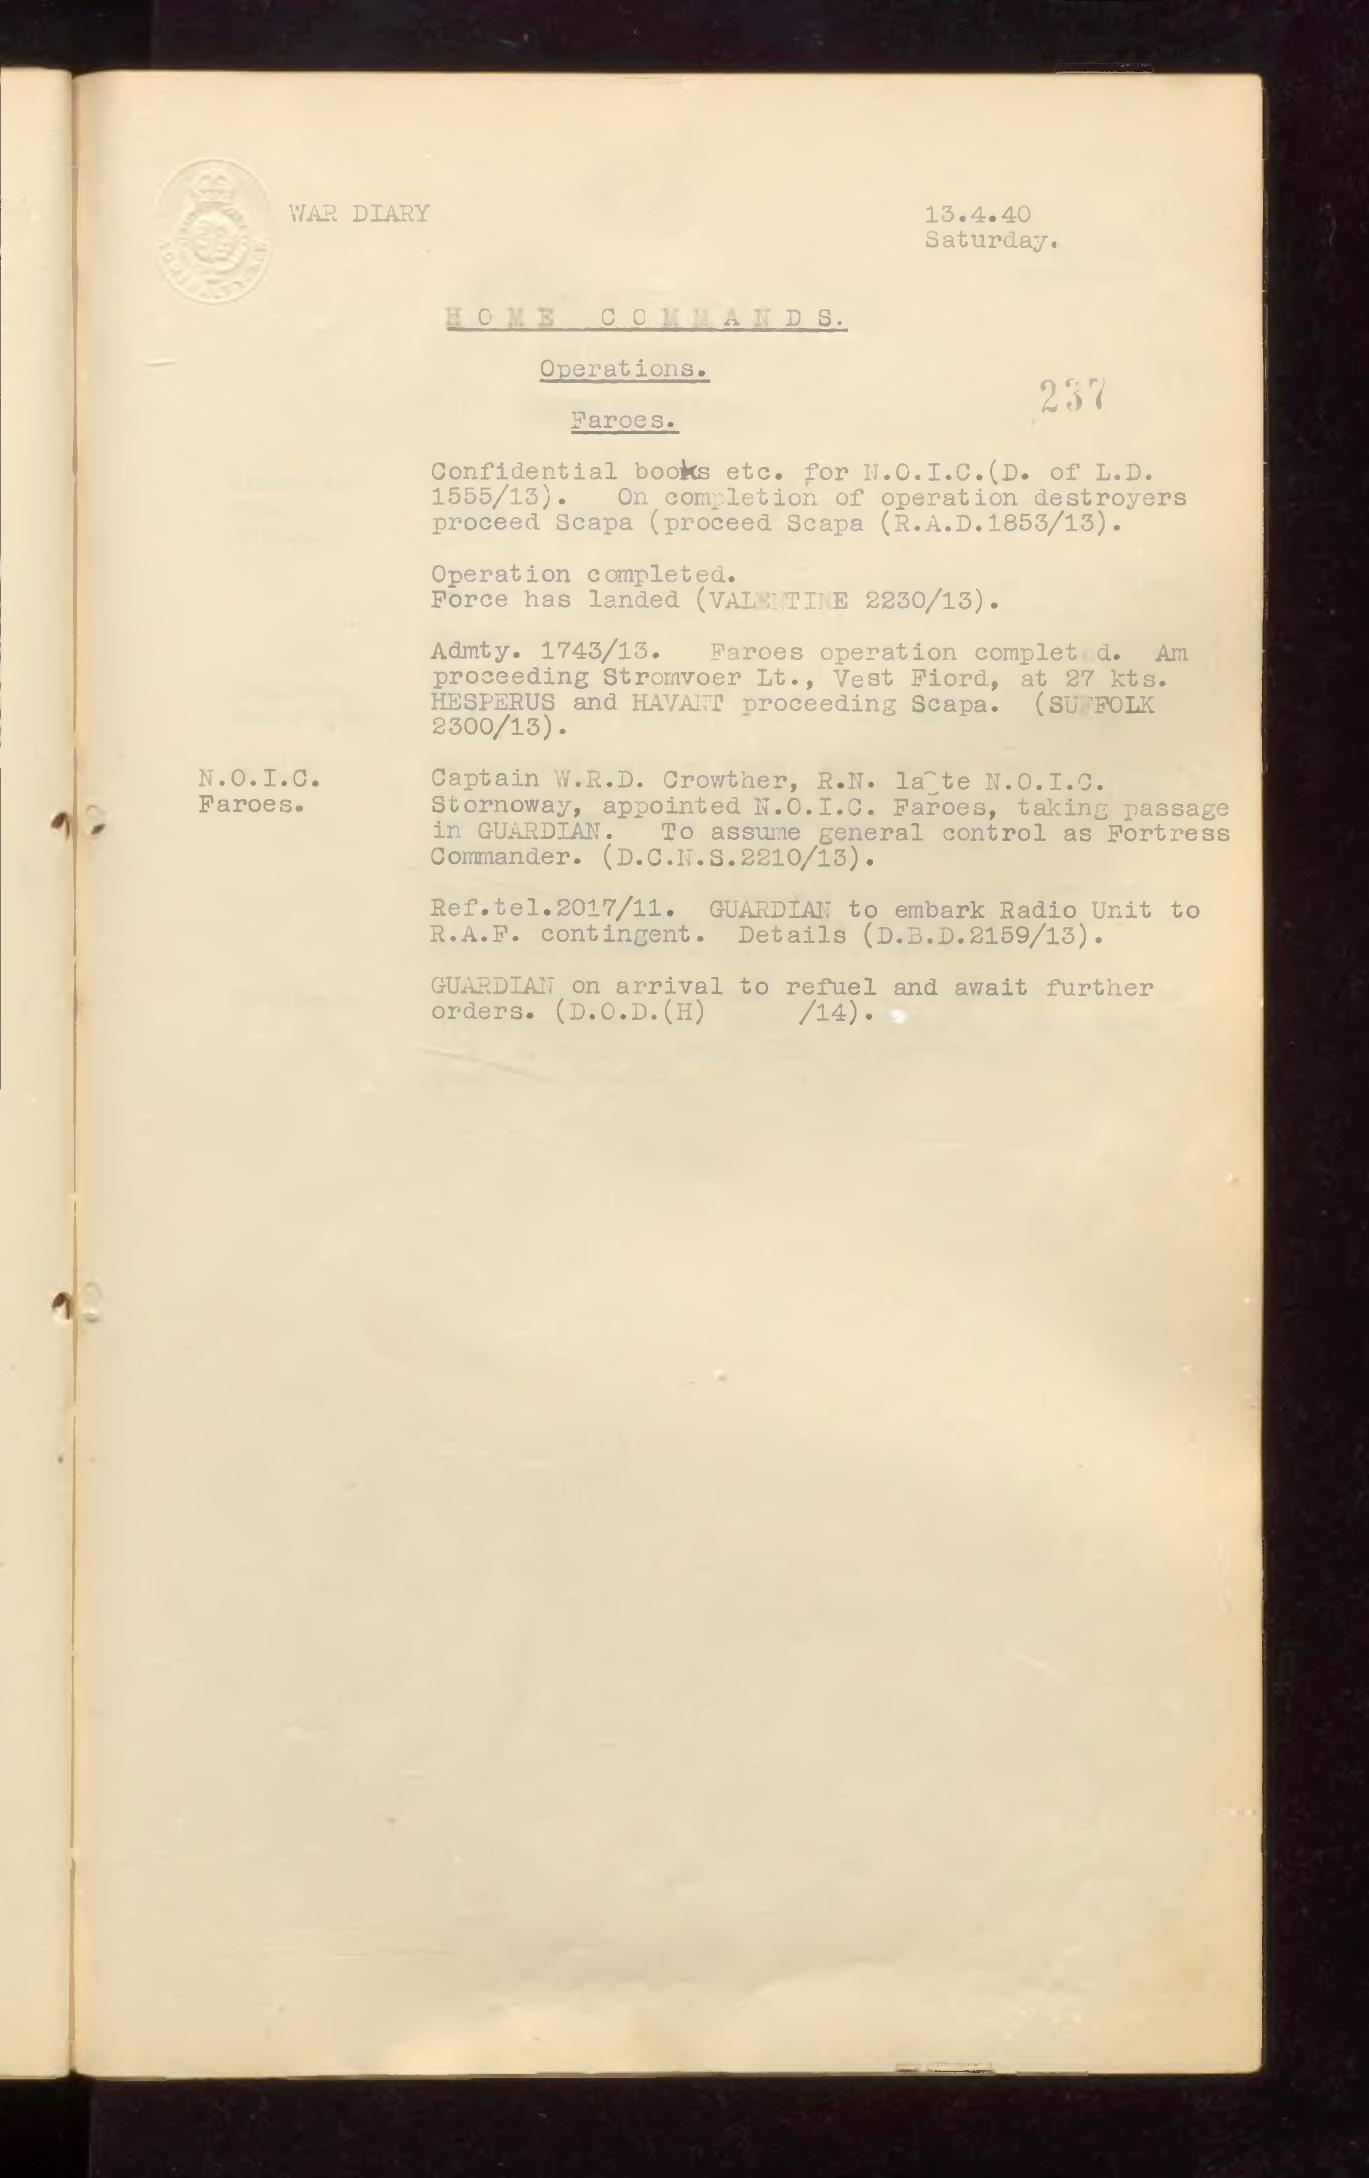 WAR DIARY
13.4.40
Saturday.
HOME COMMANDS.
Operations.
237
Faroes.
Confidential books etc. for N.O.I.C.(D. of L.D.
1555/13). On completion of operation destroyers
proceed Scapa (proceed Scapa (R.A.D.1853/13).
Operation completed.
Force has landed (VALENTINE 2230/13).
Admty. 1743/13. Faroes operation completed. Am
proceeding Stromvoer Lt., Vest Fiord, at 27 kts.
HESPERUS and HAVANT proceeding Scapa. (SUFFOLK
2300/13).
N.O.I.C.
Faroes.
Captain W.R.D. Crowther, R.N. la te N.O.I.C.
Stornoway, appointed N.O.I.C. Faroes, taking passage
in GUARDIAN. To assume general control as Fortress
Commander. (D.C.N.S.2210/13).
Ref.tel.2017/11. GUARDIAN to embark Radio Unit to
R.A.F. contingent. Details (D.B.D.2159/13).
GUARDIAN on arrival to refuel and await further
orders. (D.O.D.(H) /14).